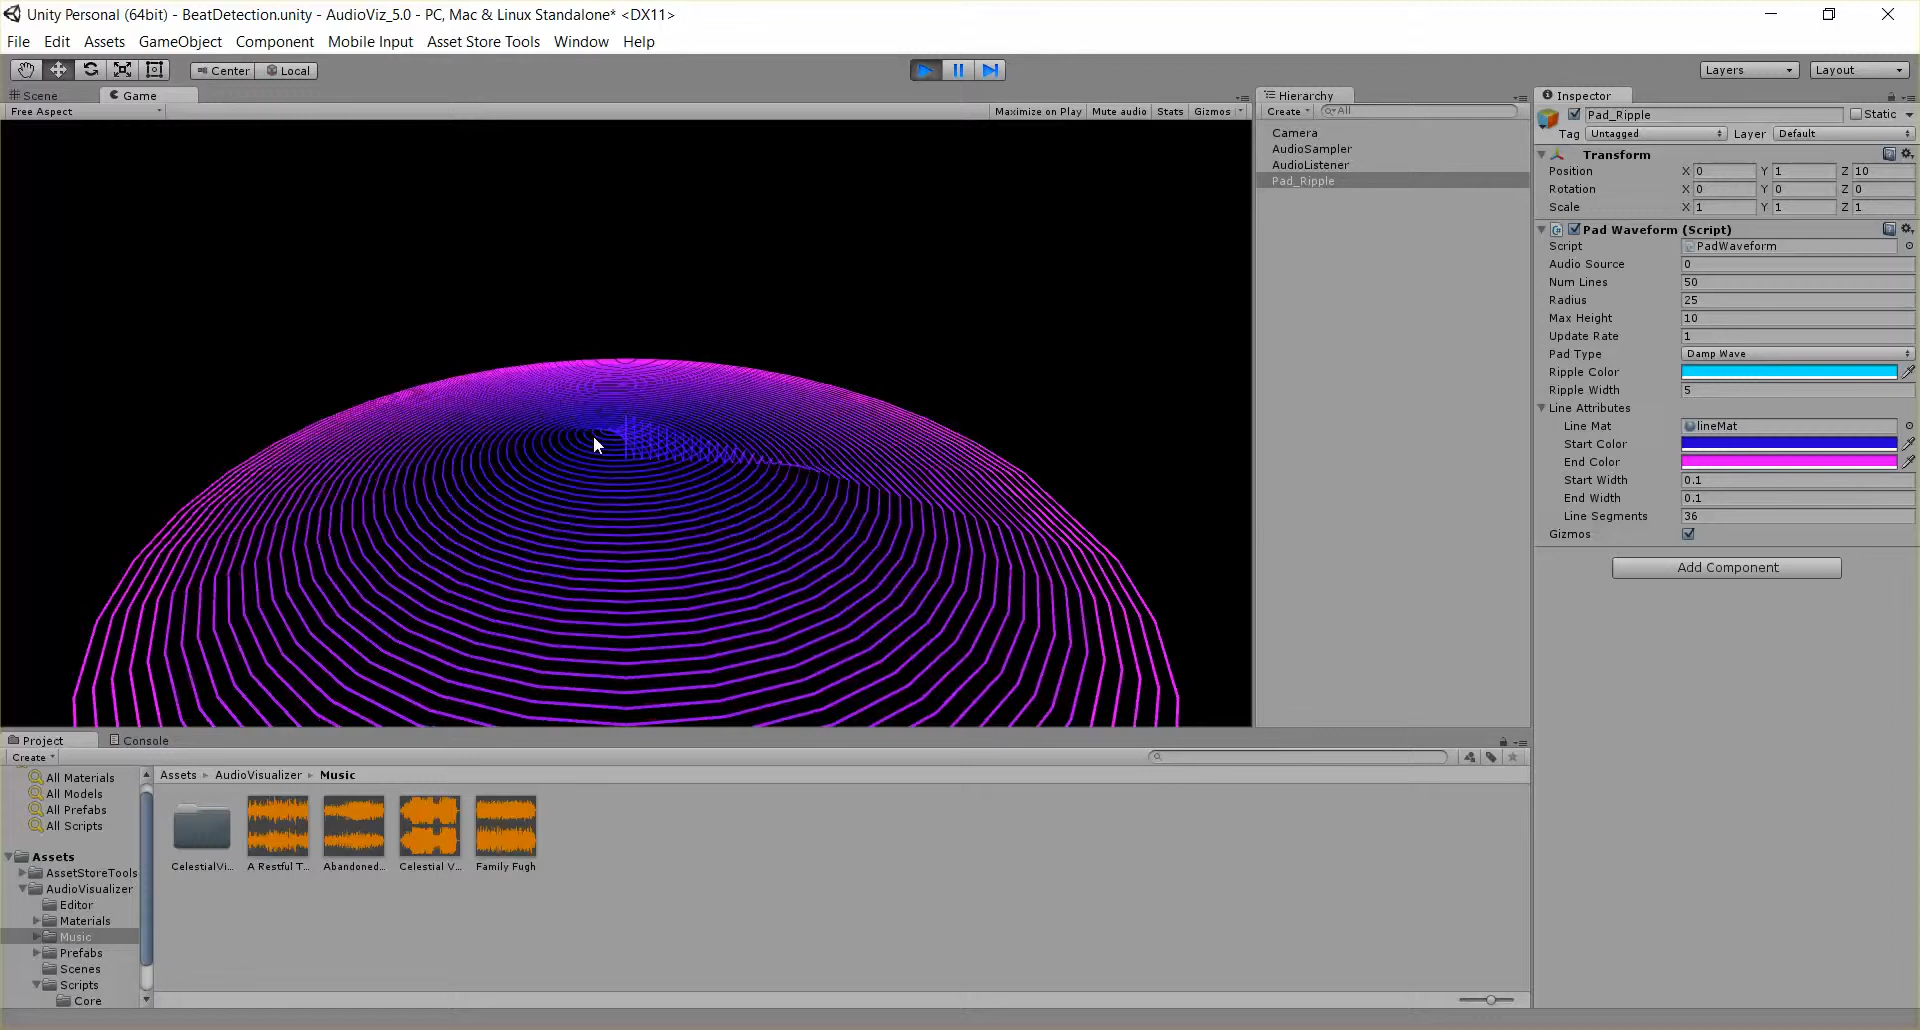 Unity Personal (64bit) - BeatDetection.unity - AudioViz_5.0 - PC, Mac & Linux Standalone* <DX11>
File Edit Assets GameObject Component Mobile Input Asset Store Tools Window Help
Center Local Layers Layout
Scene Game
Free Aspect Maximize on Play Mute audio Stats Gizmos
Hierarchy
Create All
Camera
AudioSampler
AudioListener
Pad_Ripple
Inspector
Pad_Ripple Static
Tag Untagged Layer Default
Transform
Position X 0 Y 1 Z 10
Rotation X 0 Y 0 Z 0
Scale X 1 Y 1 Z 1
Pad Waveform (Script)
Script PadWaveform
Audio Source 0
Num Lines 50
Radius 25
Max Height 10
Update Rate 1
Pad Type Damp Wave
Ripple Color
Ripple Width 5
Line Attributes
Line Mat lineMat
Start Color
End Color
Start Width 0.1
End Width 0.1
Line Segments 36
Gizmos
Add Component
Project Console
Create
All Materials
All Models
All Prefabs
All Scripts
Assets
AssetStoreTools
AudioVisualizer
Editor
Materials
Music
Prefabs
Scenes
Scripts
Core
Assets AudioVisualizer Music
CelestialVi... A Restful T... Abandoned... Celestial V... Family Fugh